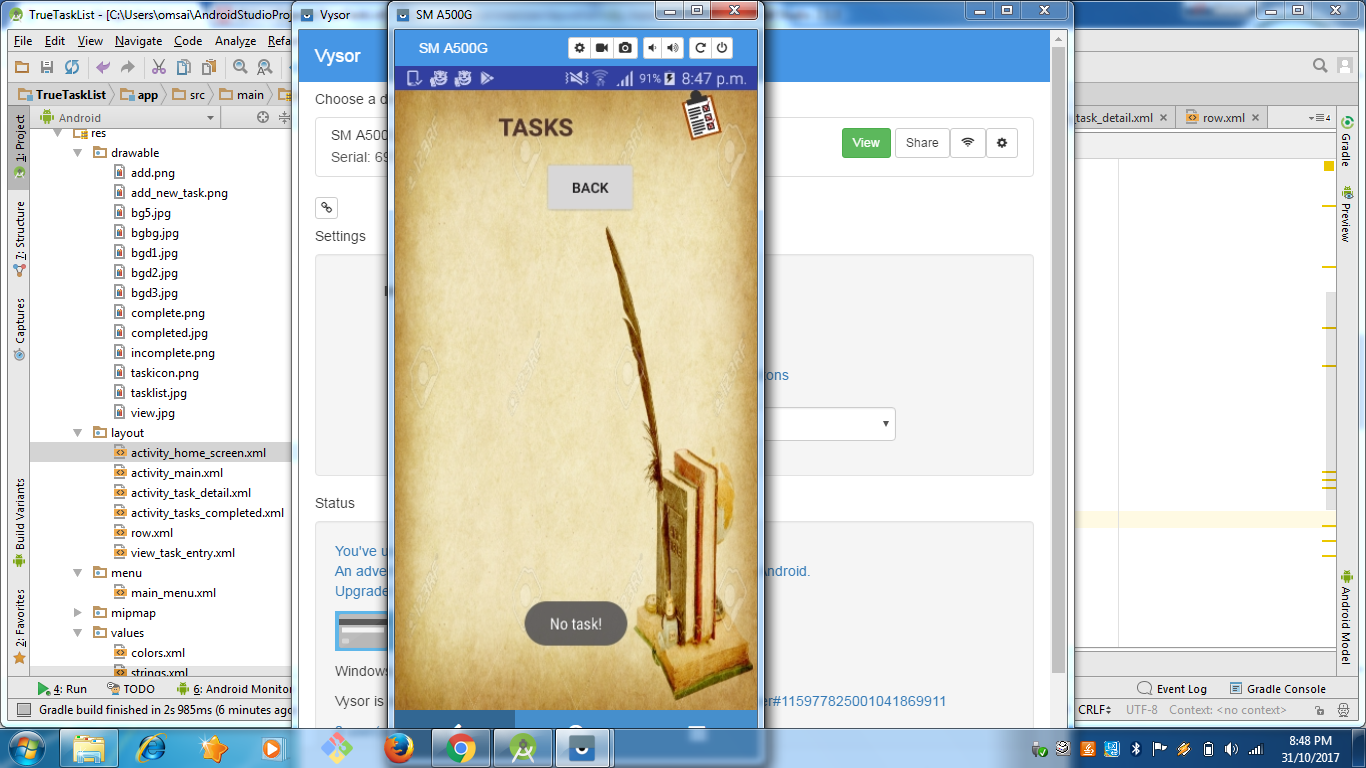 TrueTaskList - [C:\Users\omsai\AndroidStudioProj
File Edit View Navigate Code Analyze Refa
TrueTaskList app src main
Android
res
drawable
add.png
add_new_task.png
bg5.jpg
bgbg.jpg
bgd1.jpg
bgd2.jpg
bgd3.jpg
complete.png
completed.jpg
incomplete.png
taskicon.png
tasklist.jpg
view.jpg
layout
activity_home_screen.xml
activity_main.xml
activity_task_detail.xml
activity_tasks_completed.xml
row.xml
view_task_entry.xml
menu
main_menu.xml
mipmap
values
colors.xml
strings.xml
1: Project
7: Structure
Captures
Build Variants
2: Favorites
4: Run TODO 6: Android Monitor
Gradle build finished in 2s 985ms (6 minutes ago
Vysor
Vysor
Choose a d
SM A500
Serial: 69
View Share
Settings
ons
Status
You've u
An adve
ndroid.
Upgrade
Windows
Vysor is
r#115977825001041869911
SM A500G
SM A500G
91% 8:47 p.m.
TASKS
BACK
No task!
task_detail.xml row.xml
4
Gradle
Preview
Android Model
Event Log Gradle Console
CRLF UTF-8 Context: <no context>
8:48 PM
31/10/2017